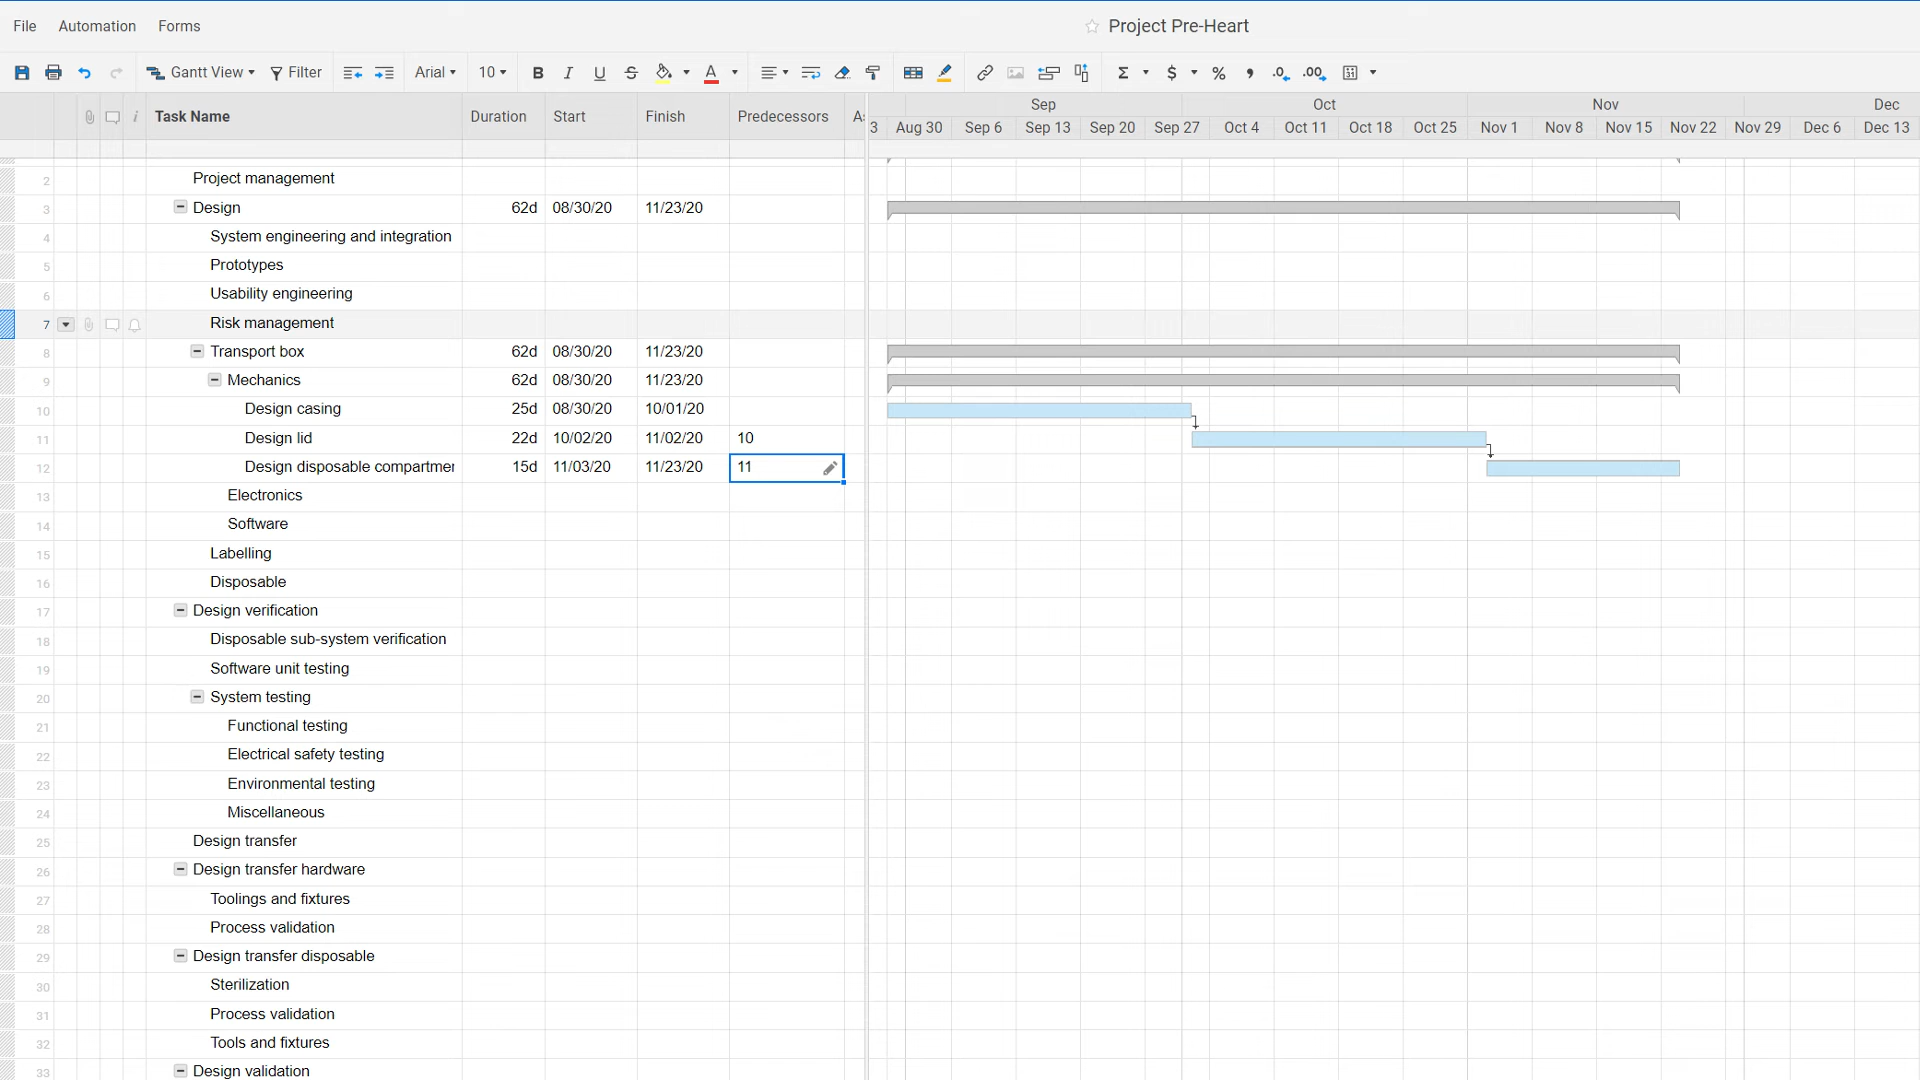 File Automation Forms Project Pre-Heart
Gantt View Filter Arial 10 B I U S A Σ $ % , .0 .00 31
Task Name Duration Start Finish Predecessors Sep Oct Nov Dec
3 Aug 30 Sep 6 Sep 13 Sep 20 Sep 27 Oct 4 Oct 11 Oct 18 Oct 25 Nov 1 Nov 8 Nov 15 Nov 22 Nov 29 Dec 6 Dec 13
2 Project management
3 Design 62d 08/30/20 11/23/20
4 System engineering and integration
5 Prototypes
6 Usability engineering
7 Risk management
8 Transport box 62d 08/30/20 11/23/20
9 Mechanics 62d 08/30/20 11/23/20
10 Design casing 25d 08/30/20 10/01/20
11 Design lid 22d 10/02/20 11/02/20 10
12 Design disposable compartmer 15d 11/03/20 11/23/20 11
13 Electronics
14 Software
15 Labelling
16 Disposable
17 Design verification
18 Disposable sub-system verification
19 Software unit testing
20 System testing
21 Functional testing
22 Electrical safety testing
23 Environmental testing
24 Miscellaneous
25 Design transfer
26 Design transfer hardware
27 Toolings and fixtures
28 Process validation
29 Design transfer disposable
30 Sterilization
31 Process validation
32 Tools and fixtures
33 Design validation